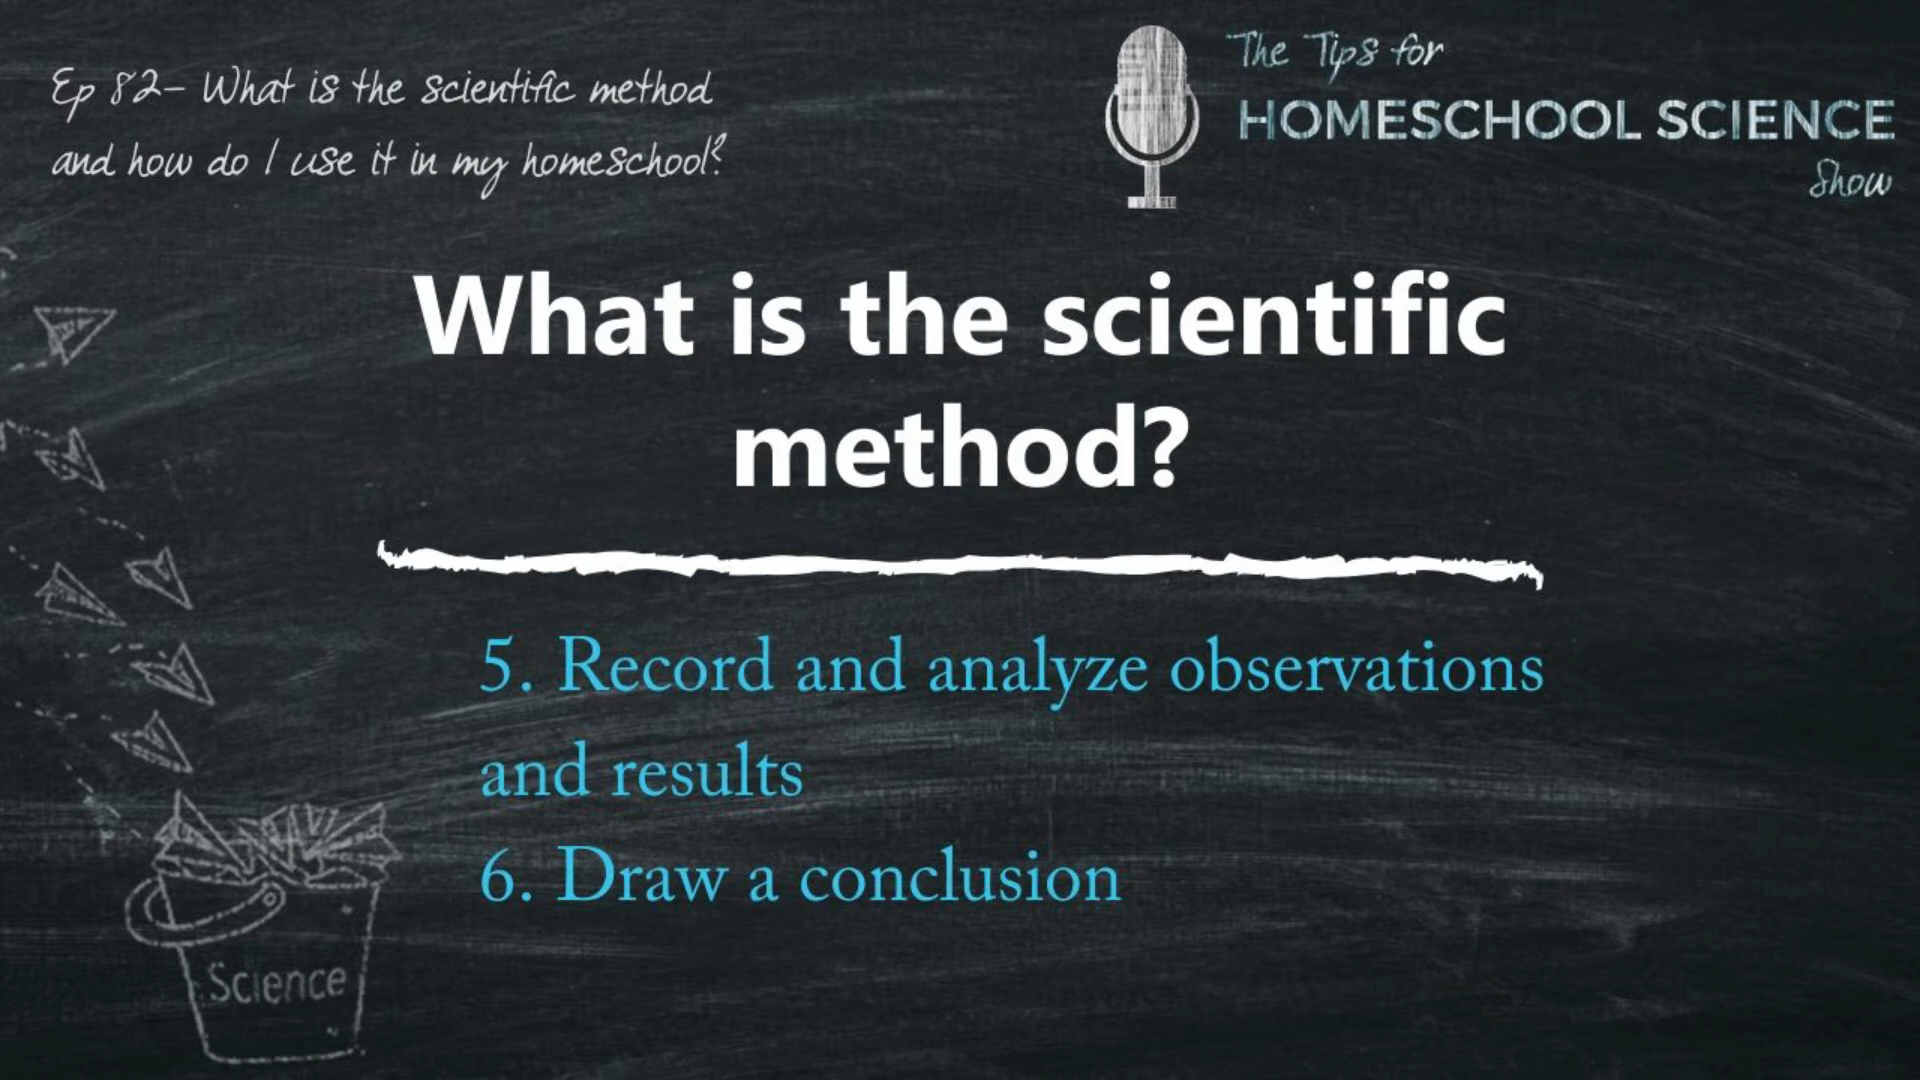 Ep 82- What is the scientific method
and how do I use it in my homeschool?
The Tips for
HOMESCHOOL SCIENCE
Show
What is the scientific
method?
5. Record and analyze observations
and results
6. Draw a conclusion
Science